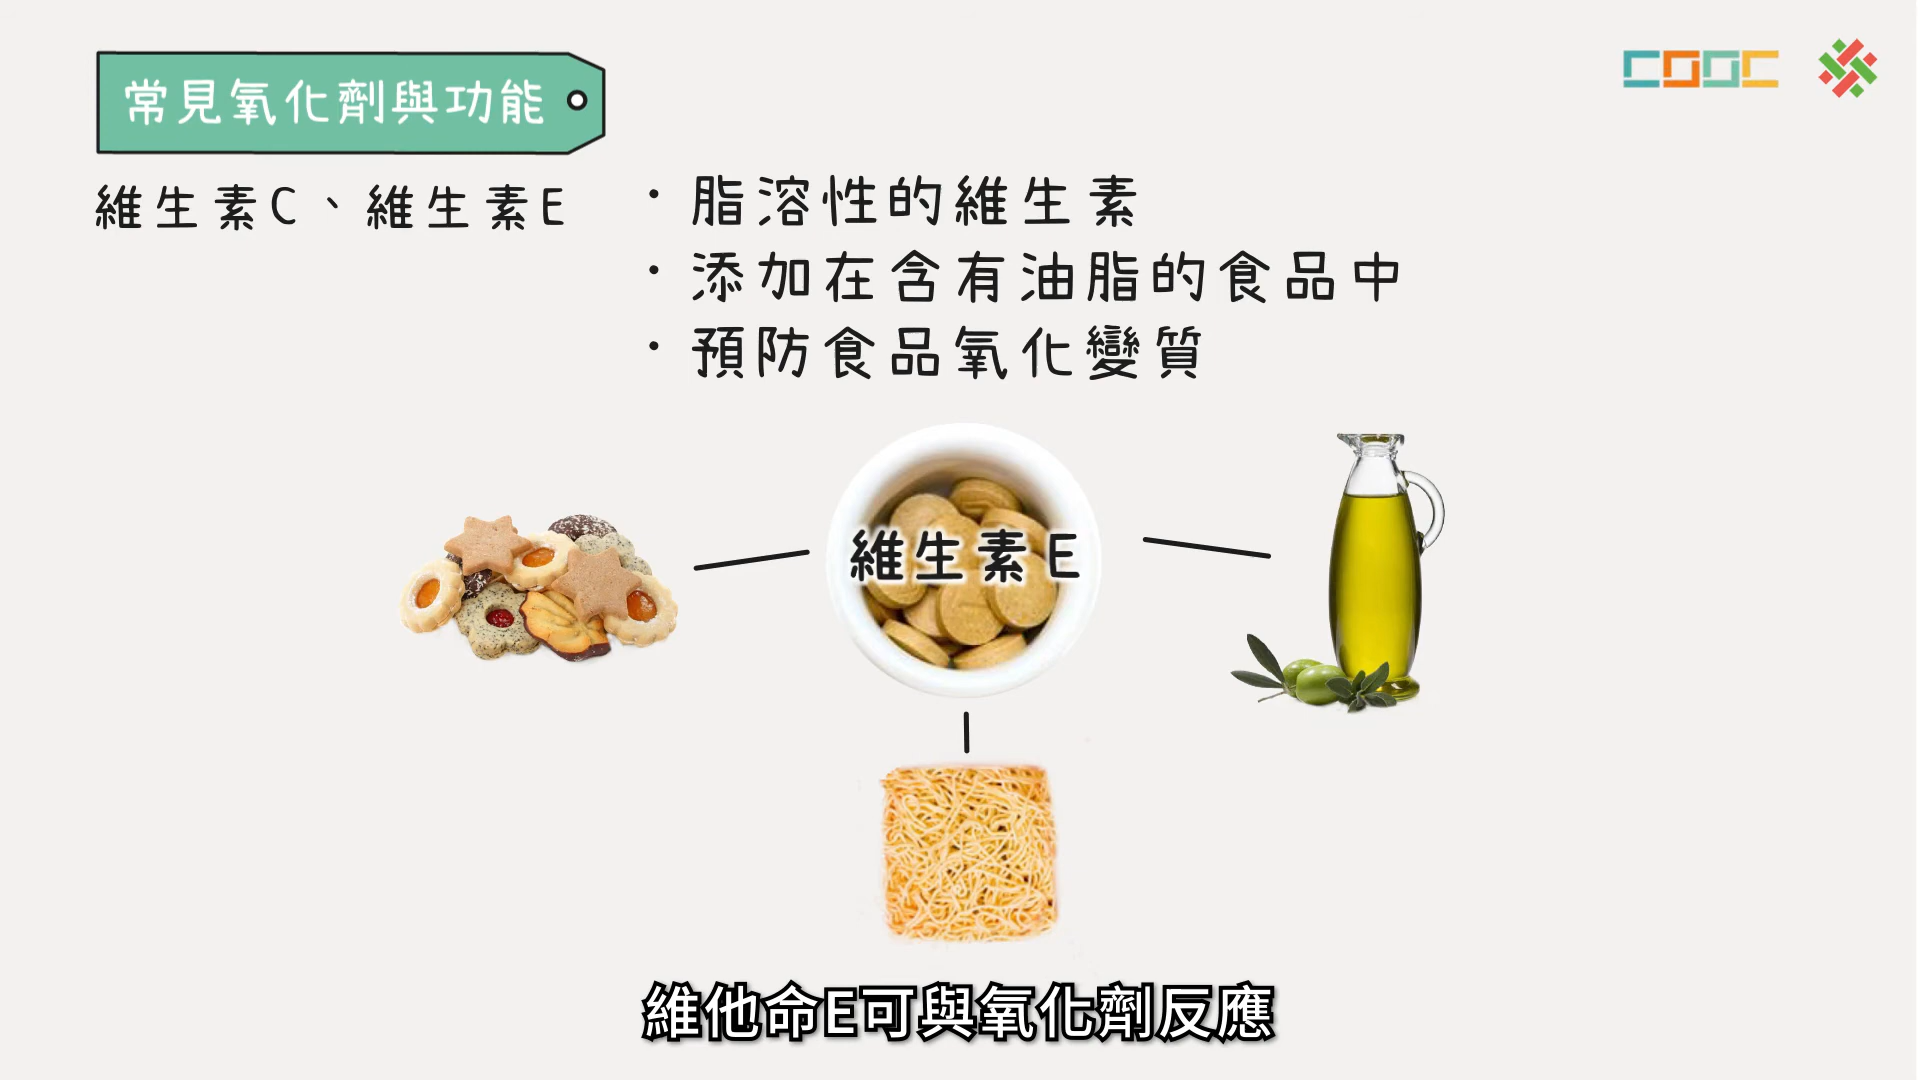 常見氧化劑與功能
COOC
維生素C、維生素E
・脂溶性的維生素
・添加在含有油脂的食品中
・預防食品氧化變質
維生素E
維他命E可與氧化劑反應